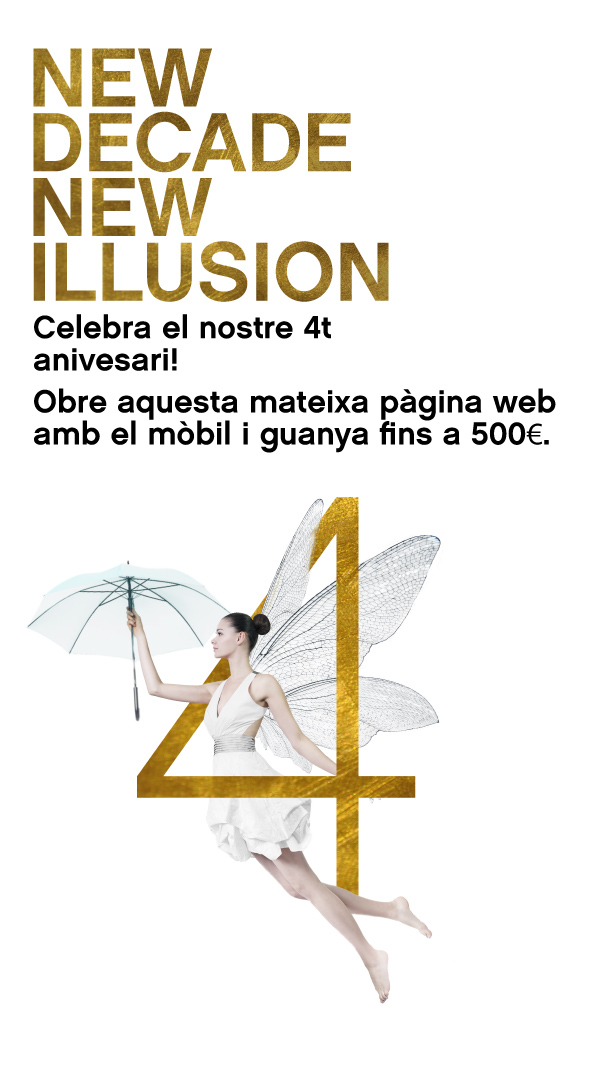 NEW
DECADE
NEW
ILLUSION
Celebra el nostre 4t
anivesari!
Obre aquesta mateixa pàgina web
amb el mòbil i guanya fins a 500€.
4